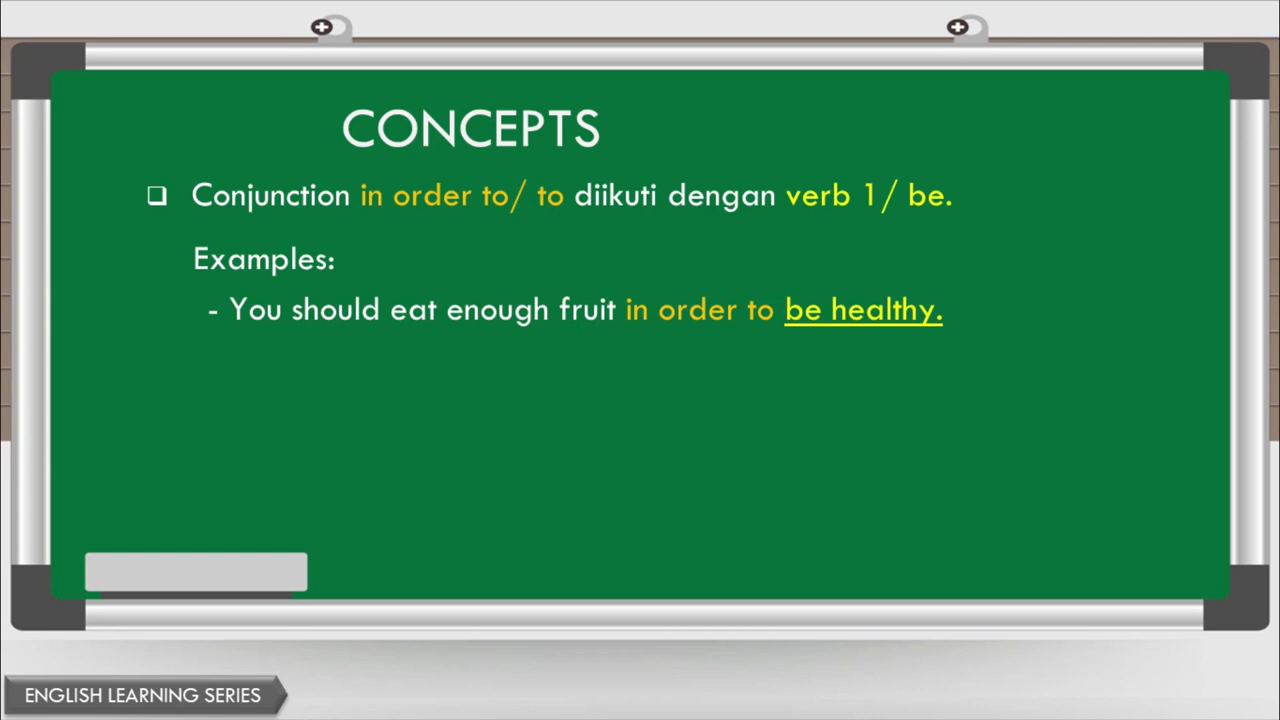 CONCEPTS
❑ Conjunction in order to/ to diikuti dengan verb 1/ be.
Examples:
- You should eat enough fruit in order to be healthy.
ENGLISH LEARNING SERIES